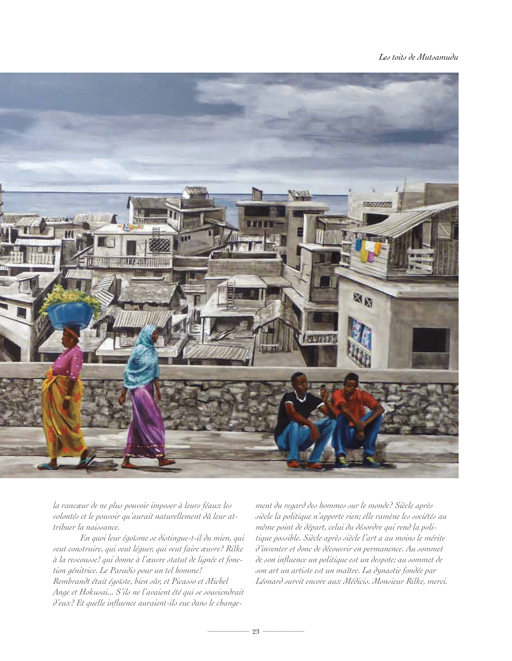 Les toits de Mutsamudu
la rancœur de ne plus pouvoir imposer à leurs féaux les
volontés et le pouvoir qu'aurait naturellement dû leur at-
tribuer la naissance.
En quoi leur égoïsme se distingue-t-il du mien, qui
veut construire, qui veut léguer, qui veut faire œuvre? Rilke
à la rescousse! qui donne à l'œuvre statut de lignée et fonc-
tion génitrice. Le Paradis pour un tel homme!
Rembrandt était égoïste, bien sûr, et Picasso et Michel
Ange et Hokusai... S'ils ne l'avaient été qui se souviendrait
d'eux? Et quelle influence auraient-ils eue dans le change-
ment du regard des hommes sur le monde? Siècle après
siècle la politique n'apporte rien; elle ramène les sociétés au
même point de départ, celui du désordre qui rend la poli-
tique possible. Siècle après siècle l'art a au moins le mérite
d'inventer et donc de découvrir en permanence. Au sommet
de son influence un politique est un despote; au sommet de
son art un artiste est un maître. La dynastie fondée par
Léonard survit encore aux Médicis. Monsieur Rilke, merci.
23